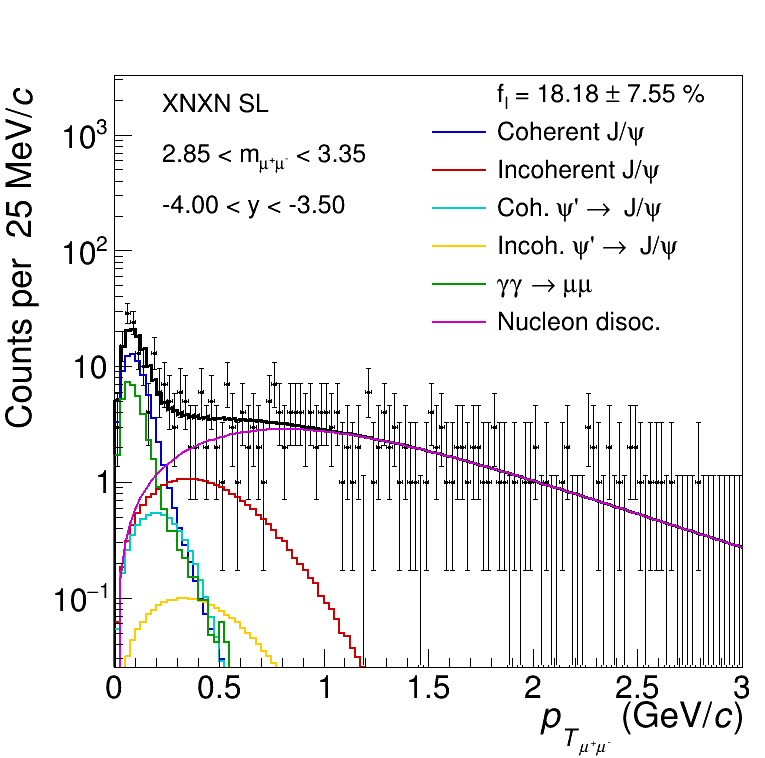 Counts per 25 MeV/c
XNXN SL
2.85 < m_{μ⁺μ⁻} < 3.35
-4.00 < y < -3.50
f_I = 18.18 ± 7.55 %
Coherent J/ψ
Incoherent J/ψ
Coh. ψ' → J/ψ
Incoh. ψ' → J/ψ
γγ → μμ
Nucleon disoc.
10³
10²
10
1
10⁻¹
0 0.5 1 1.5 2 2.5 3
p_{T μ⁺μ⁻} (GeV/c)